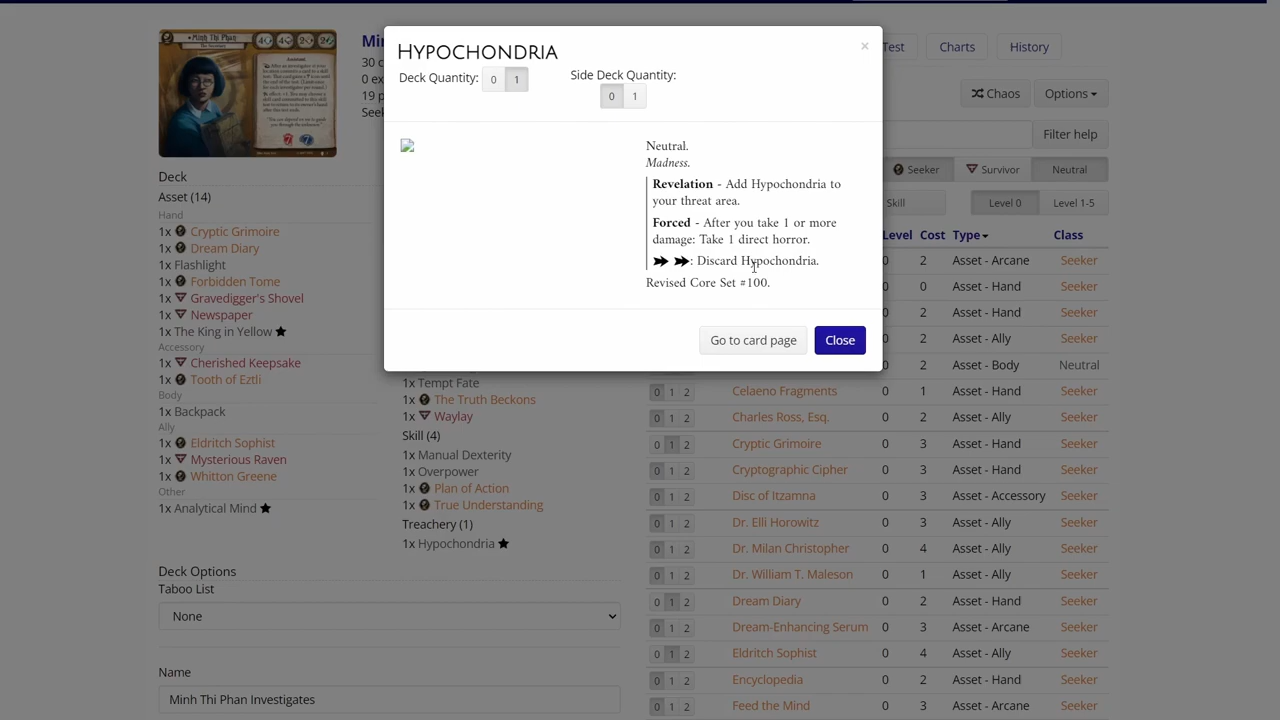 Minh Thi Phan
Mi
30 c
0 ex
19 p
Seek
HYPOCHONDRIA
×
Deck Quantity: 0 1
Side Deck Quantity:
0 1
Neutral.
Madness.
Revelation - Add Hypochondria to
your threat area.
Forced - After you take 1 or more
damage: Take 1 direct horror.
: Discard Hypochondria.
Revised Core Set #100.
Go to card page
Close
Test
Charts
History
Chaos
Options
Filter help
Seeker
Survivor
Neutral
Skill
Level 0
Level 1-5
Deck
Asset (14)
Hand
1x Cryptic Grimoire
1x Dream Diary
1x Flashlight
1x Forbidden Tome
1x Gravedigger's Shovel
1x Newspaper
1x The King in Yellow
Accessory
1x Cherished Keepsake
1x Tooth of Eztli
Body
1x Backpack
Ally
1x Eldritch Sophist
1x Mysterious Raven
1x Whitton Greene
Other
1x Analytical Mind
1x Tempt Fate
1x The Truth Beckons
1x Waylay
Skill (4)
1x Manual Dexterity
1x Overpower
1x Plan of Action
1x True Understanding
Treachery (1)
1x Hypochondria
Deck Options
Taboo List
None
Name
Minh Thi Phan Investigates
Level Cost Type Class
0 2 Asset - Arcane Seeker
0 0 Asset - Hand Seeker
0 2 Asset - Hand Seeker
0 2 Asset - Ally Seeker
0 2 Asset - Body Neutral
0 1 2 Celaeno Fragments 0 1 Asset - Hand Seeker
0 1 2 Charles Ross, Esq. 0 2 Asset - Ally Seeker
0 1 2 Cryptic Grimoire 0 3 Asset - Hand Seeker
0 1 2 Cryptographic Cipher 0 3 Asset - Hand Seeker
0 1 2 Disc of Itzamna 0 3 Asset - Accessory Seeker
0 1 2 Dr. Elli Horowitz 0 3 Asset - Ally Seeker
0 1 2 Dr. Milan Christopher 0 4 Asset - Ally Seeker
0 1 2 Dr. William T. Maleson 0 1 Asset - Ally Seeker
0 1 2 Dream Diary 0 2 Asset - Hand Seeker
0 1 2 Dream-Enhancing Serum 0 3 Asset - Arcane Seeker
0 1 2 Eldritch Sophist 0 4 Asset - Ally Seeker
0 1 2 Encyclopedia 0 2 Asset - Hand Seeker
0 1 2 Feed the Mind 0 3 Asset - Arcane Seeker